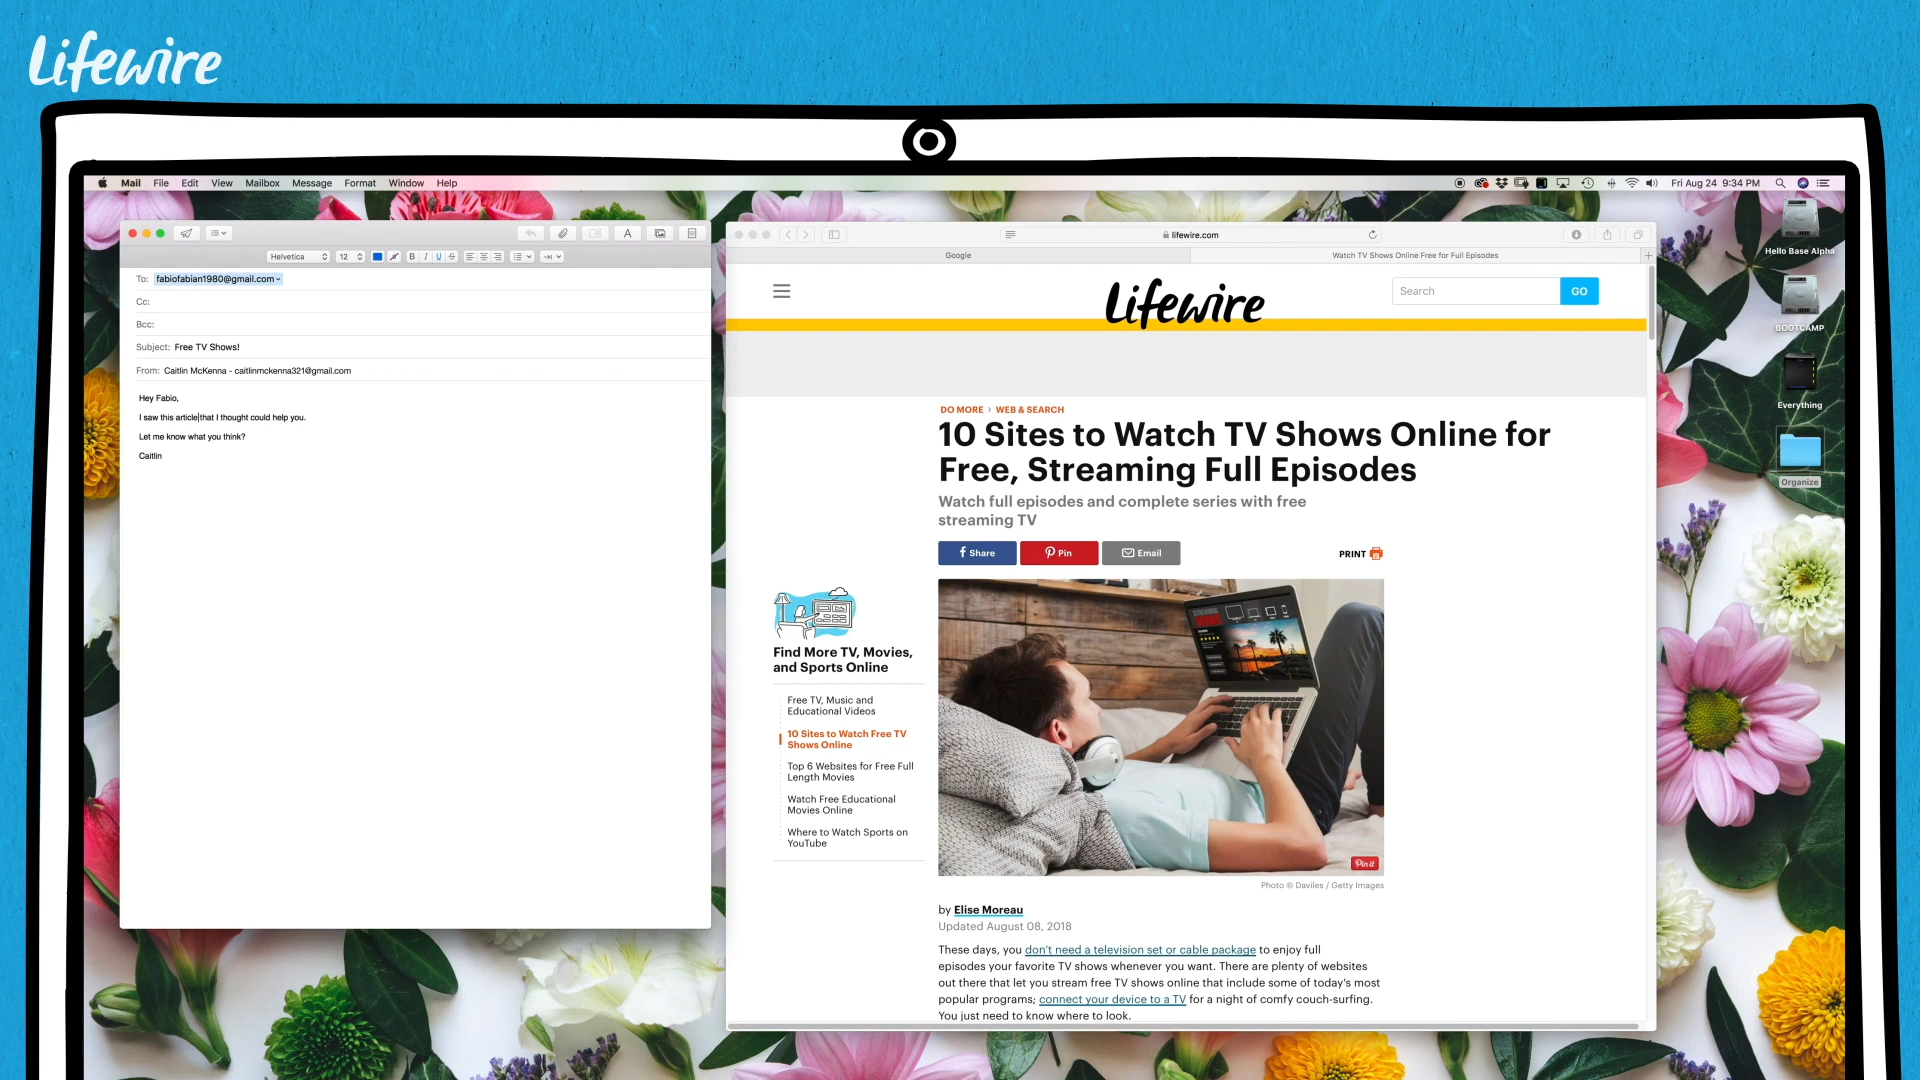 Lifewire
Mail File Edit View Mailbox Message Format Window Help
Fri Aug 24 9:34 PM
Helvetica 12 B I U S
To: fabiofabian1980@gmail.com
Cc:
Bcc:
Subject: Free TV Shows!
From: Caitlin McKenna - caitlinmckenna321@gmail.com
Hey Fabio,
I saw this article that I thought could help you.
Let me know what you think?
Caitlin
lifewire.com
Google
Watch TV Shows Online Free for Full Episodes
Lifewire
Search GO
DO MORE › WEB & SEARCH
10 Sites to Watch TV Shows Online for
Free, Streaming Full Episodes
Watch full episodes and complete series with free
streaming TV
Share Pin Email PRINT
Find More TV, Movies,
and Sports Online
Free TV, Music and
Educational Videos
10 Sites to Watch Free TV
Shows Online
Top 6 Websites for Free Full
Length Movies
Watch Free Educational
Movies Online
Where to Watch Sports on
YouTube
Pin it
Photo © Daviles / Getty Images
by Elise Moreau
Updated August 08, 2018
These days, you don't need a television set or cable package to enjoy full
episodes your favorite TV shows whenever you want. There are plenty of websites
out there that let you stream free TV shows online that include some of today's most
popular programs; connect your device to a TV for a night of comfy couch-surfing.
You just need to know where to look.
Hello Base Alpha
BOOTCAMP
Everything
Organize